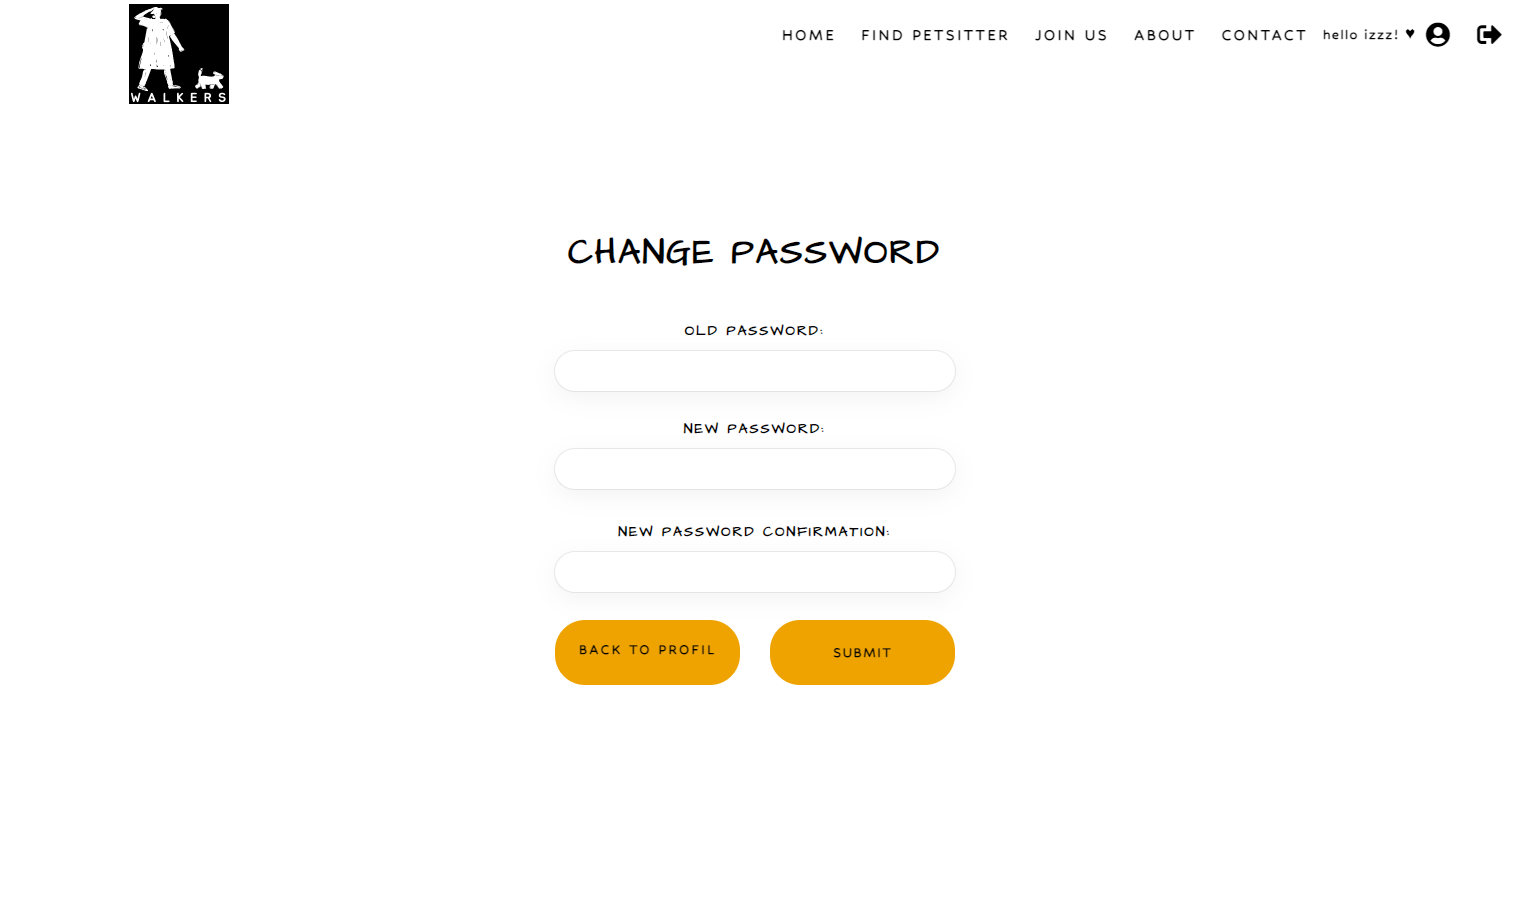 WALKERS
HOME FIND PETSITTER JOIN US ABOUT CONTACT hello izzz! ♥
CHANGE PASSWORD
OLD PASSWORD:
NEW PASSWORD:
NEW PASSWORD CONFIRMATION:
BACK TO PROFIL
SUBMIT